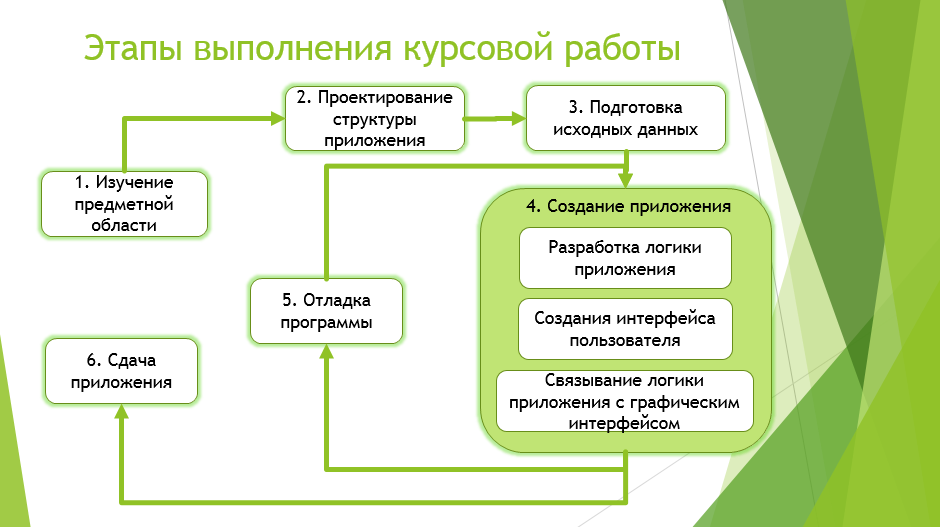 Этапы выполнения курсовой работы
1. Изучение
предметной
области
2. Проектирование
структуры
приложения
3. Подготовка
исходных данных
4. Создание приложения
Разработка логики
приложения
Создания интерфейса
пользователя
Связывание логики
приложения с графическим
интерфейсом
5. Отладка
программы
6. Сдача
приложения